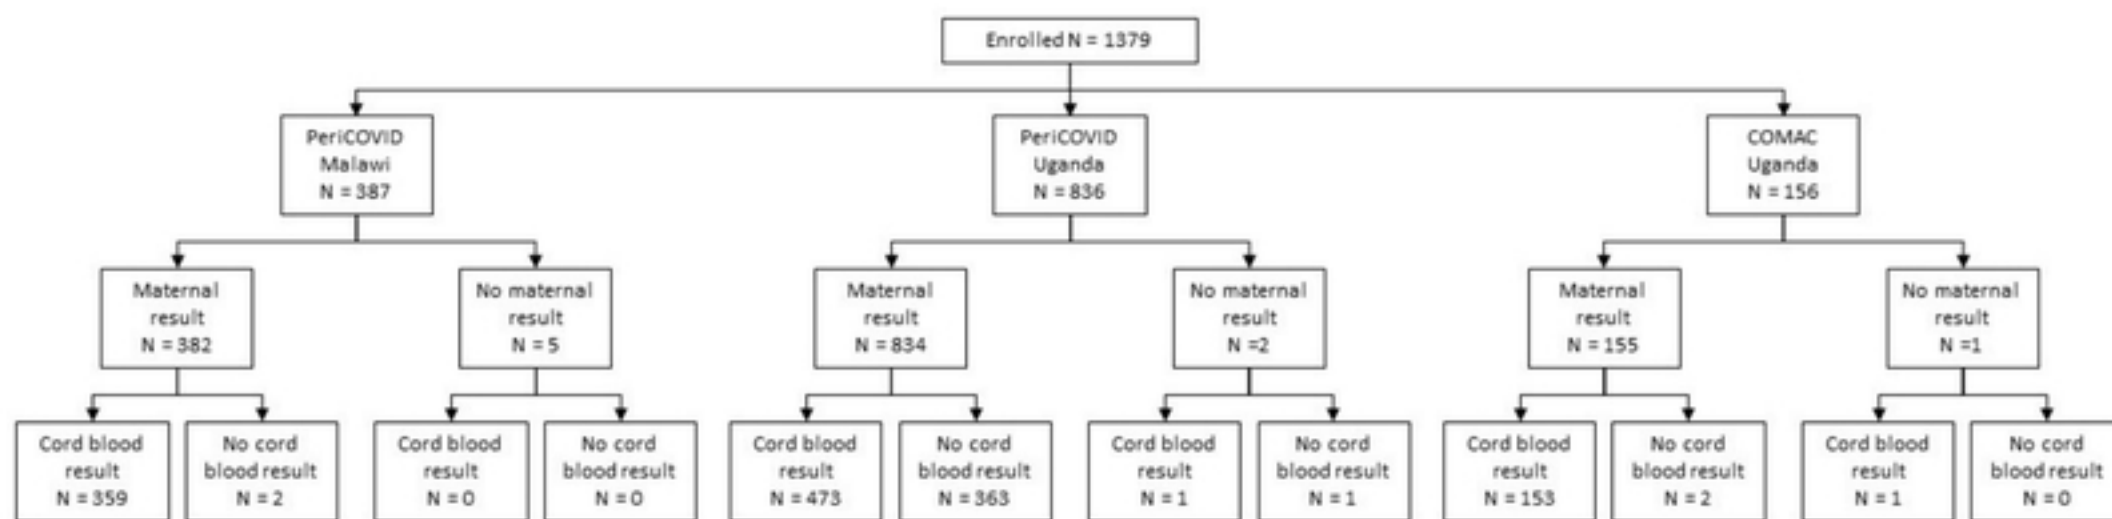 Enrolled N = 1379
PeriCOVID
Malawi
N = 387
PeriCOVID
Uganda
N = 836
COMAC
Uganda
N = 156
Maternal
result
N = 382
No maternal
result
N = 5
Maternal
result
N = 834
No maternal
result
N =2
Maternal
result
N = 155
No maternal
result
N =1
Cord blood
result
N = 359
No cord
blood result
N = 2
Cord blood
result
N = 0
No cord
blood result
N = 0
Cord blood
result
N = 473
No cord
blood result
N = 363
Cord blood
result
N = 1
No cord
blood result
N = 1
Cord blood
result
N = 153
No cord
blood result
N = 2
Cord blood
result
N = 1
No cord
blood result
N = 0